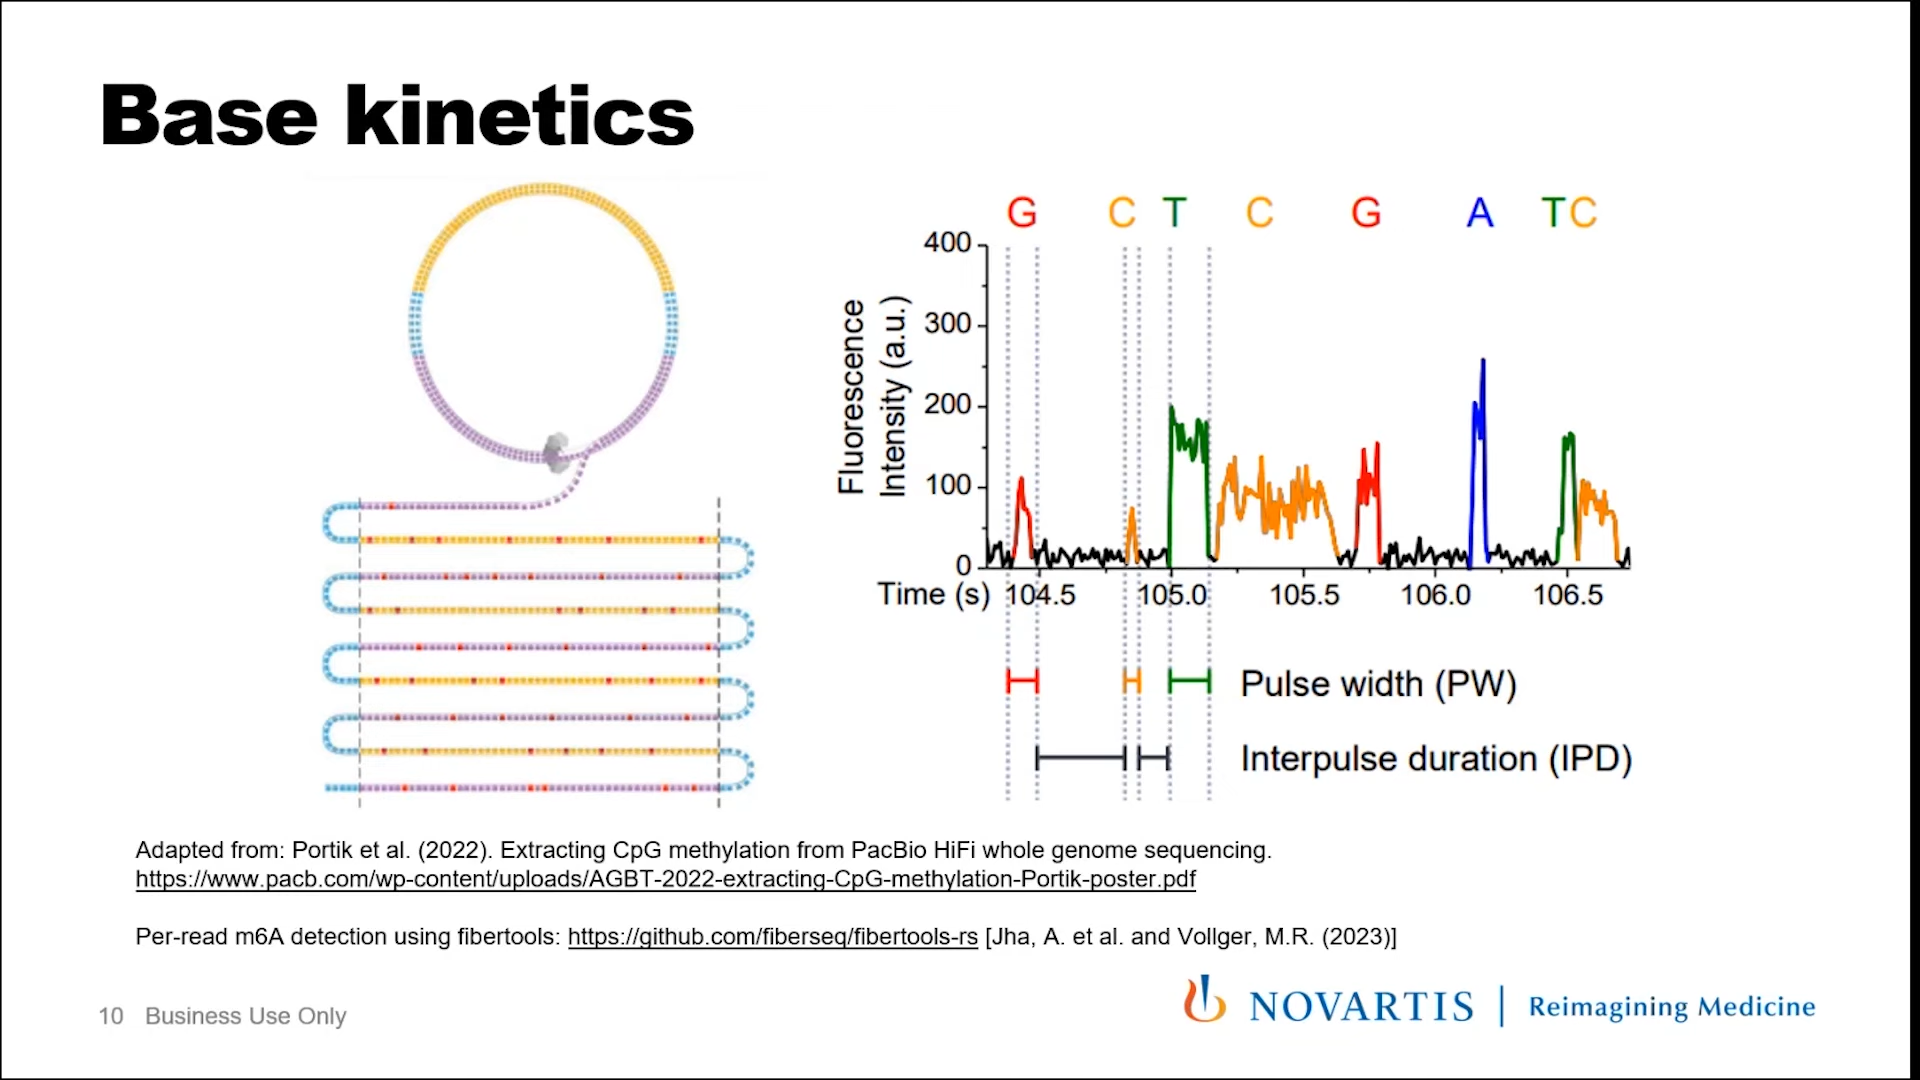 Base kinetics
G C T C G A T C
400
300
200
100
0
Fluorescence
Intensity (a.u.)
Time (s) 104.5 105.0 105.5 106.0 106.5
Pulse width (PW)
Interpulse duration (IPD)
Adapted from: Portik et al. (2022). Extracting CpG methylation from PacBio HiFi whole genome sequencing.
https://www.pacb.com/wp-content/uploads/AGBT-2022-extracting-CpG-methylation-Portik-poster.pdf
Per-read m6A detection using fibertools: https://github.com/fiberseq/fibertools-rs [Jha, A. et al. and Vollger, M.R. (2023)]
10 Business Use Only
NOVARTIS | Reimagining Medicine